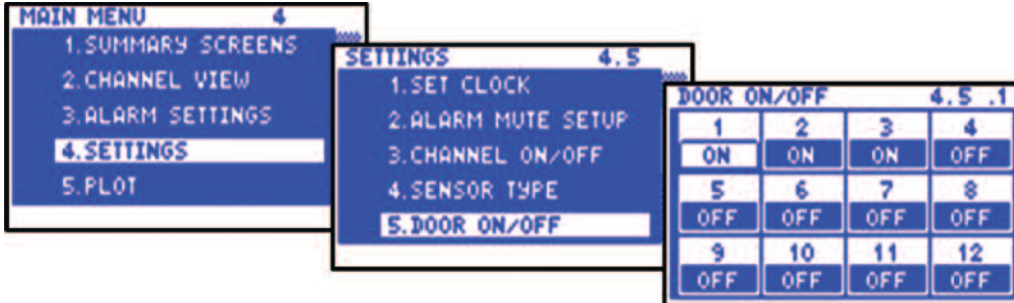 MAIN MENU 4
1.SUMMARY SCREENS
2.CHANNEL VIEW
3.ALARM SETTINGS
4.SETTINGS
5.PLOT
SETTINGS 4.5
1.SET CLOCK
2.ALARM MUTE SETUP
3.CHANNEL ON/OFF
4.SENSOR TYPE
5.DOOR ON/OFF
DOOR ON/OFF 4.5 .1
1 2 3 4
ON ON ON OFF
5 6 7 8
OFF OFF OFF OFF
9 10 11 12
OFF OFF OFF OFF